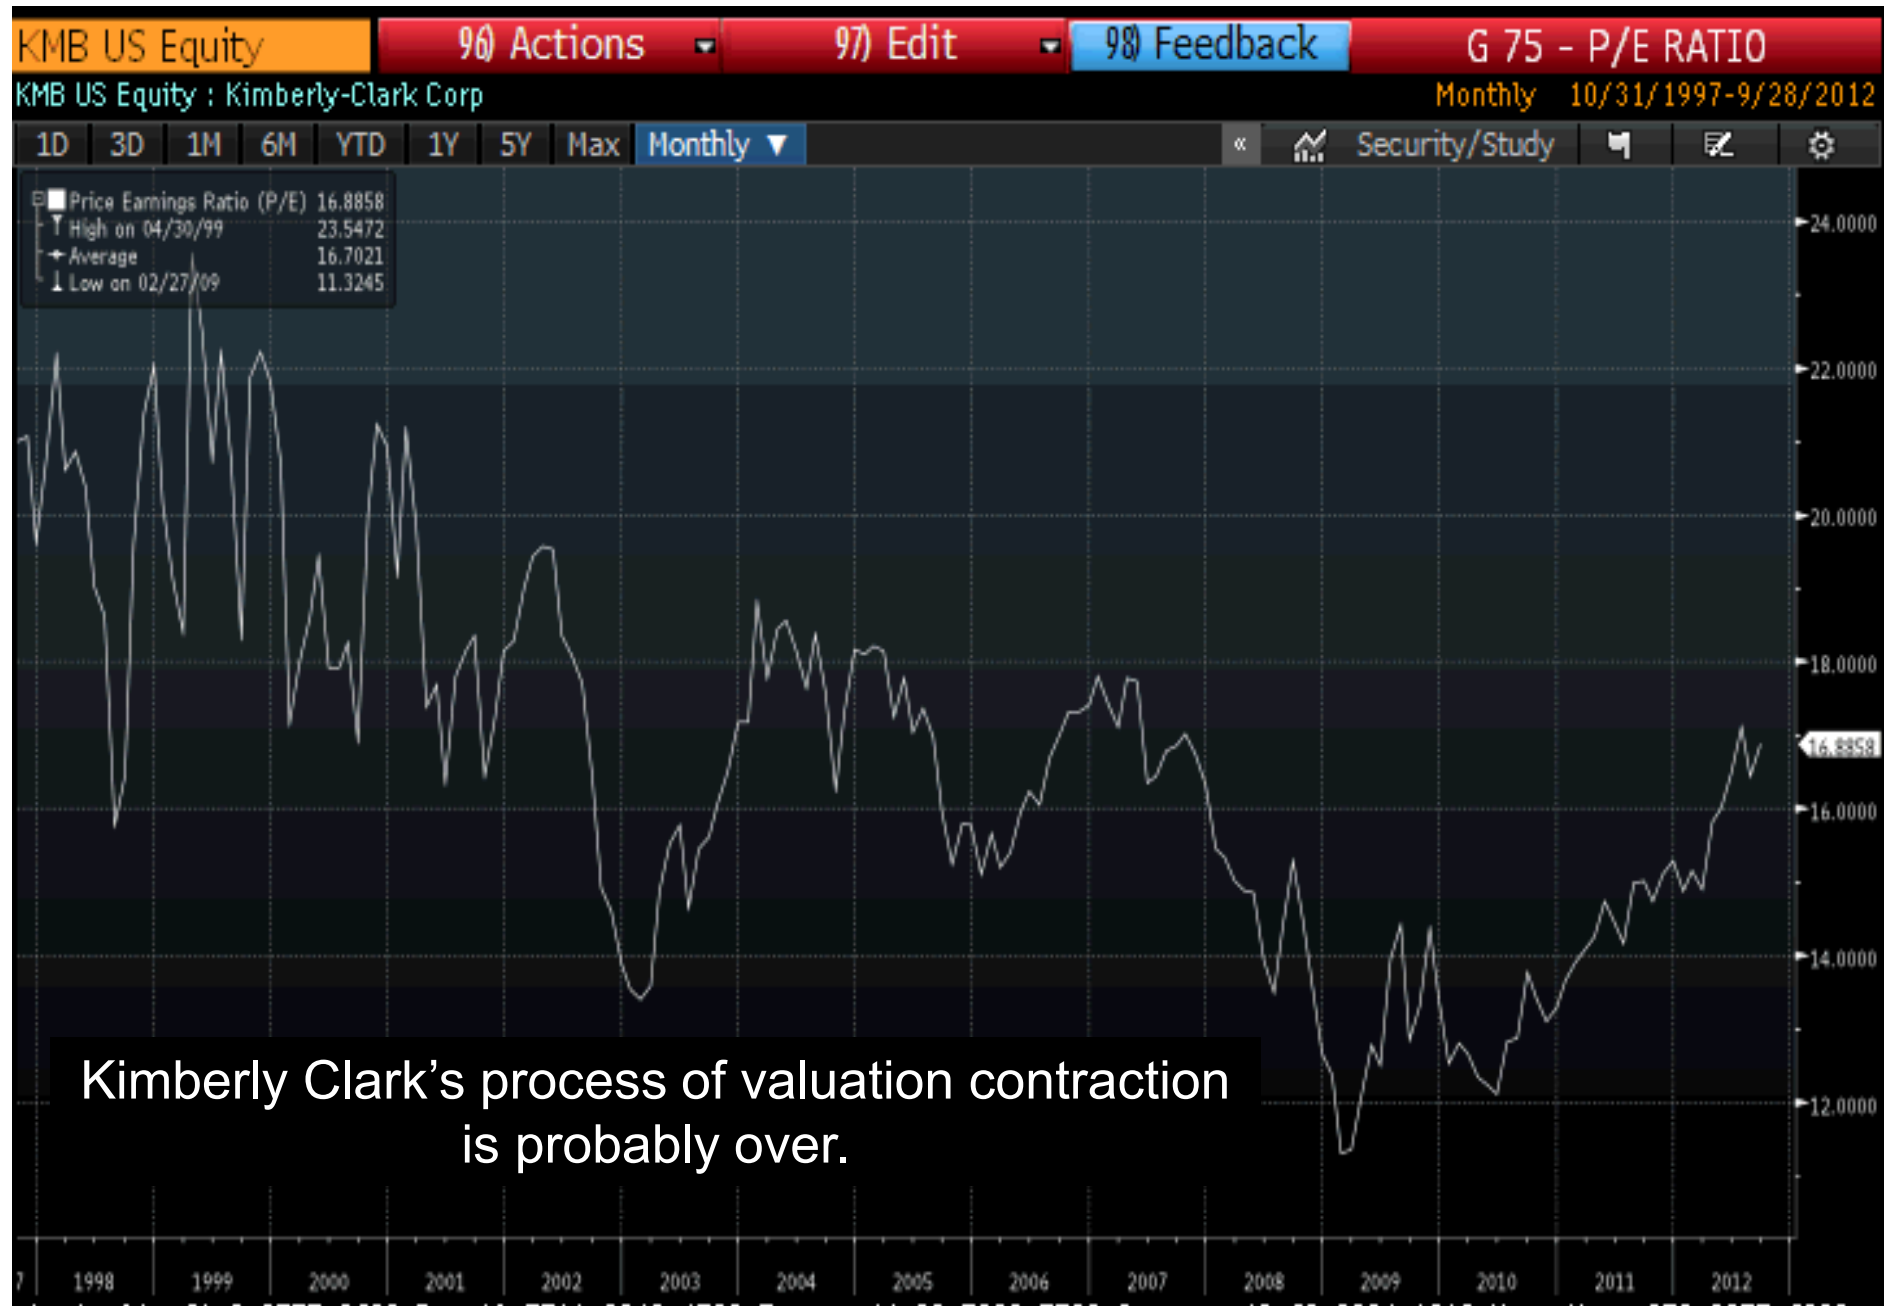 KMB US Equity 96) Actions 97) Edit 98) Feedback G 75 - P/E RATIO
KMB US Equity : Kimberly-Clark Corp Monthly 10/31/1997-9/28/2012
1D 3D 1M 6M YTD 1Y 5Y Max Monthly ▼ « Security/Study
Price Earnings Ratio (P/E) 16.8858
High on 04/30/99 23.5472
Average 16.7021
Low on 02/27/09 11.3245
24.0000
22.0000
20.0000
18.0000
16.8858
16.0000
14.0000
12.0000
Kimberly Clark’s process of valuation contraction
is probably over.
7 1998 1999 2000 2001 2002 2003 2004 2005 2006 2007 2008 2009 2010 2011 2012